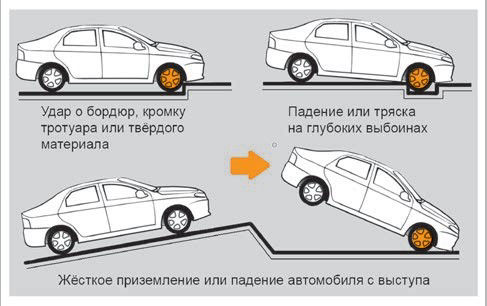 Удар о бордюр, кромку
тротуара или твёрдого
материала
Падение или тряска
на глубоких выбоинах
Жёсткое приземление или падение автомобиля с выступа